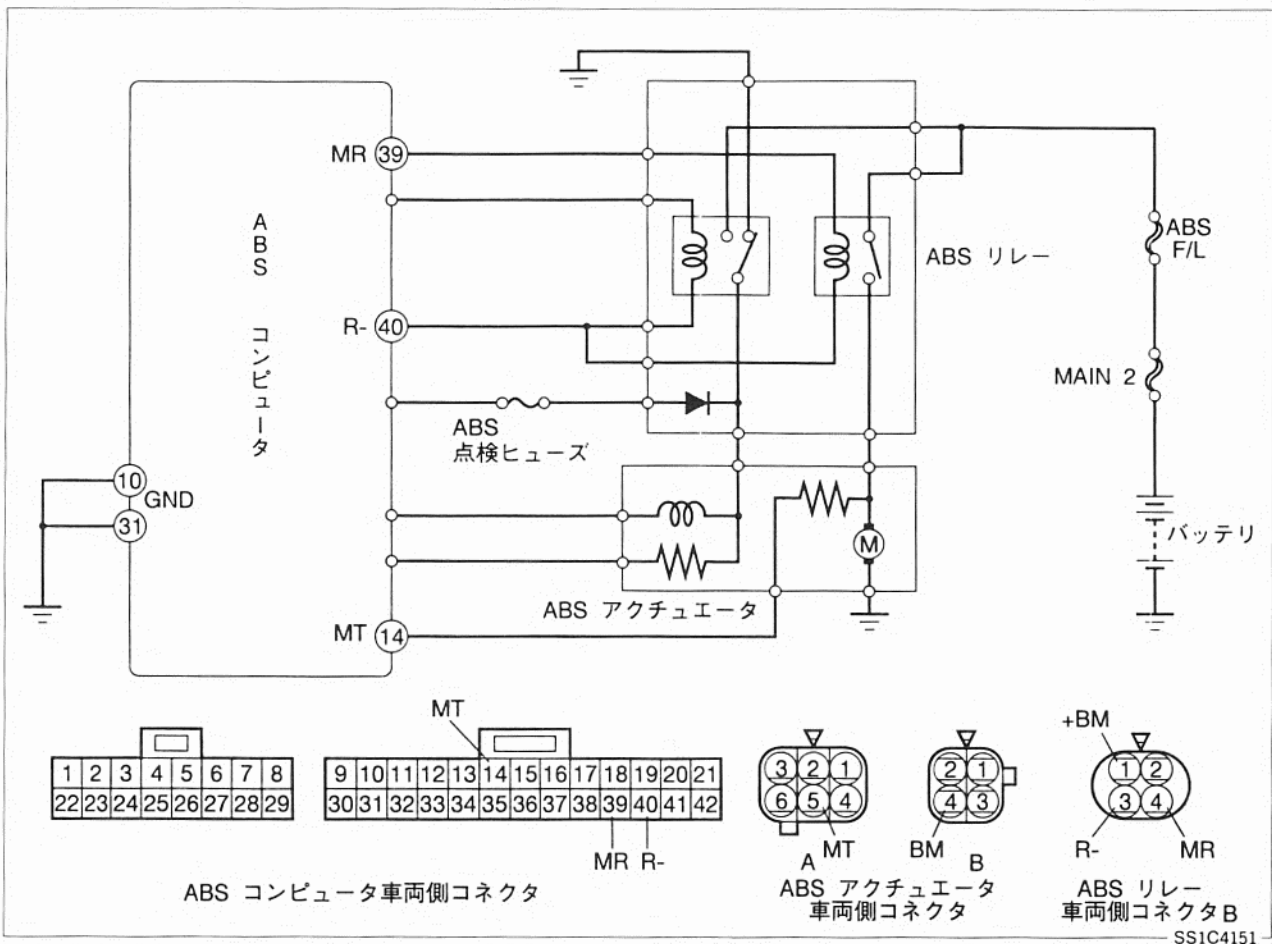 MR 39
ABS コンピュータ
ABS リレー
ABS
F/L
R- 40
MAIN 2
ABS
点検ヒューズ
10
GND
31
バッテリ
M
ABS アクチュエータ
MT 14
MT
+BM
1 2 3 4 5 6 7 8
22 23 24 25 26 27 28 29
9 10 11 12 13 14 15 16 17 18 19 20 21
30 31 32 33 34 35 36 37 38 39 40 41 42
3 2 1
6 5 4
2 1
4 3
1 2
3 4
MR R-
A MT
BM B
R- MR
ABS コンピュータ車両側コネクタ
ABS アクチュエータ
車両側コネクタ
ABS リレー
車両側コネクタB
SS1C4151